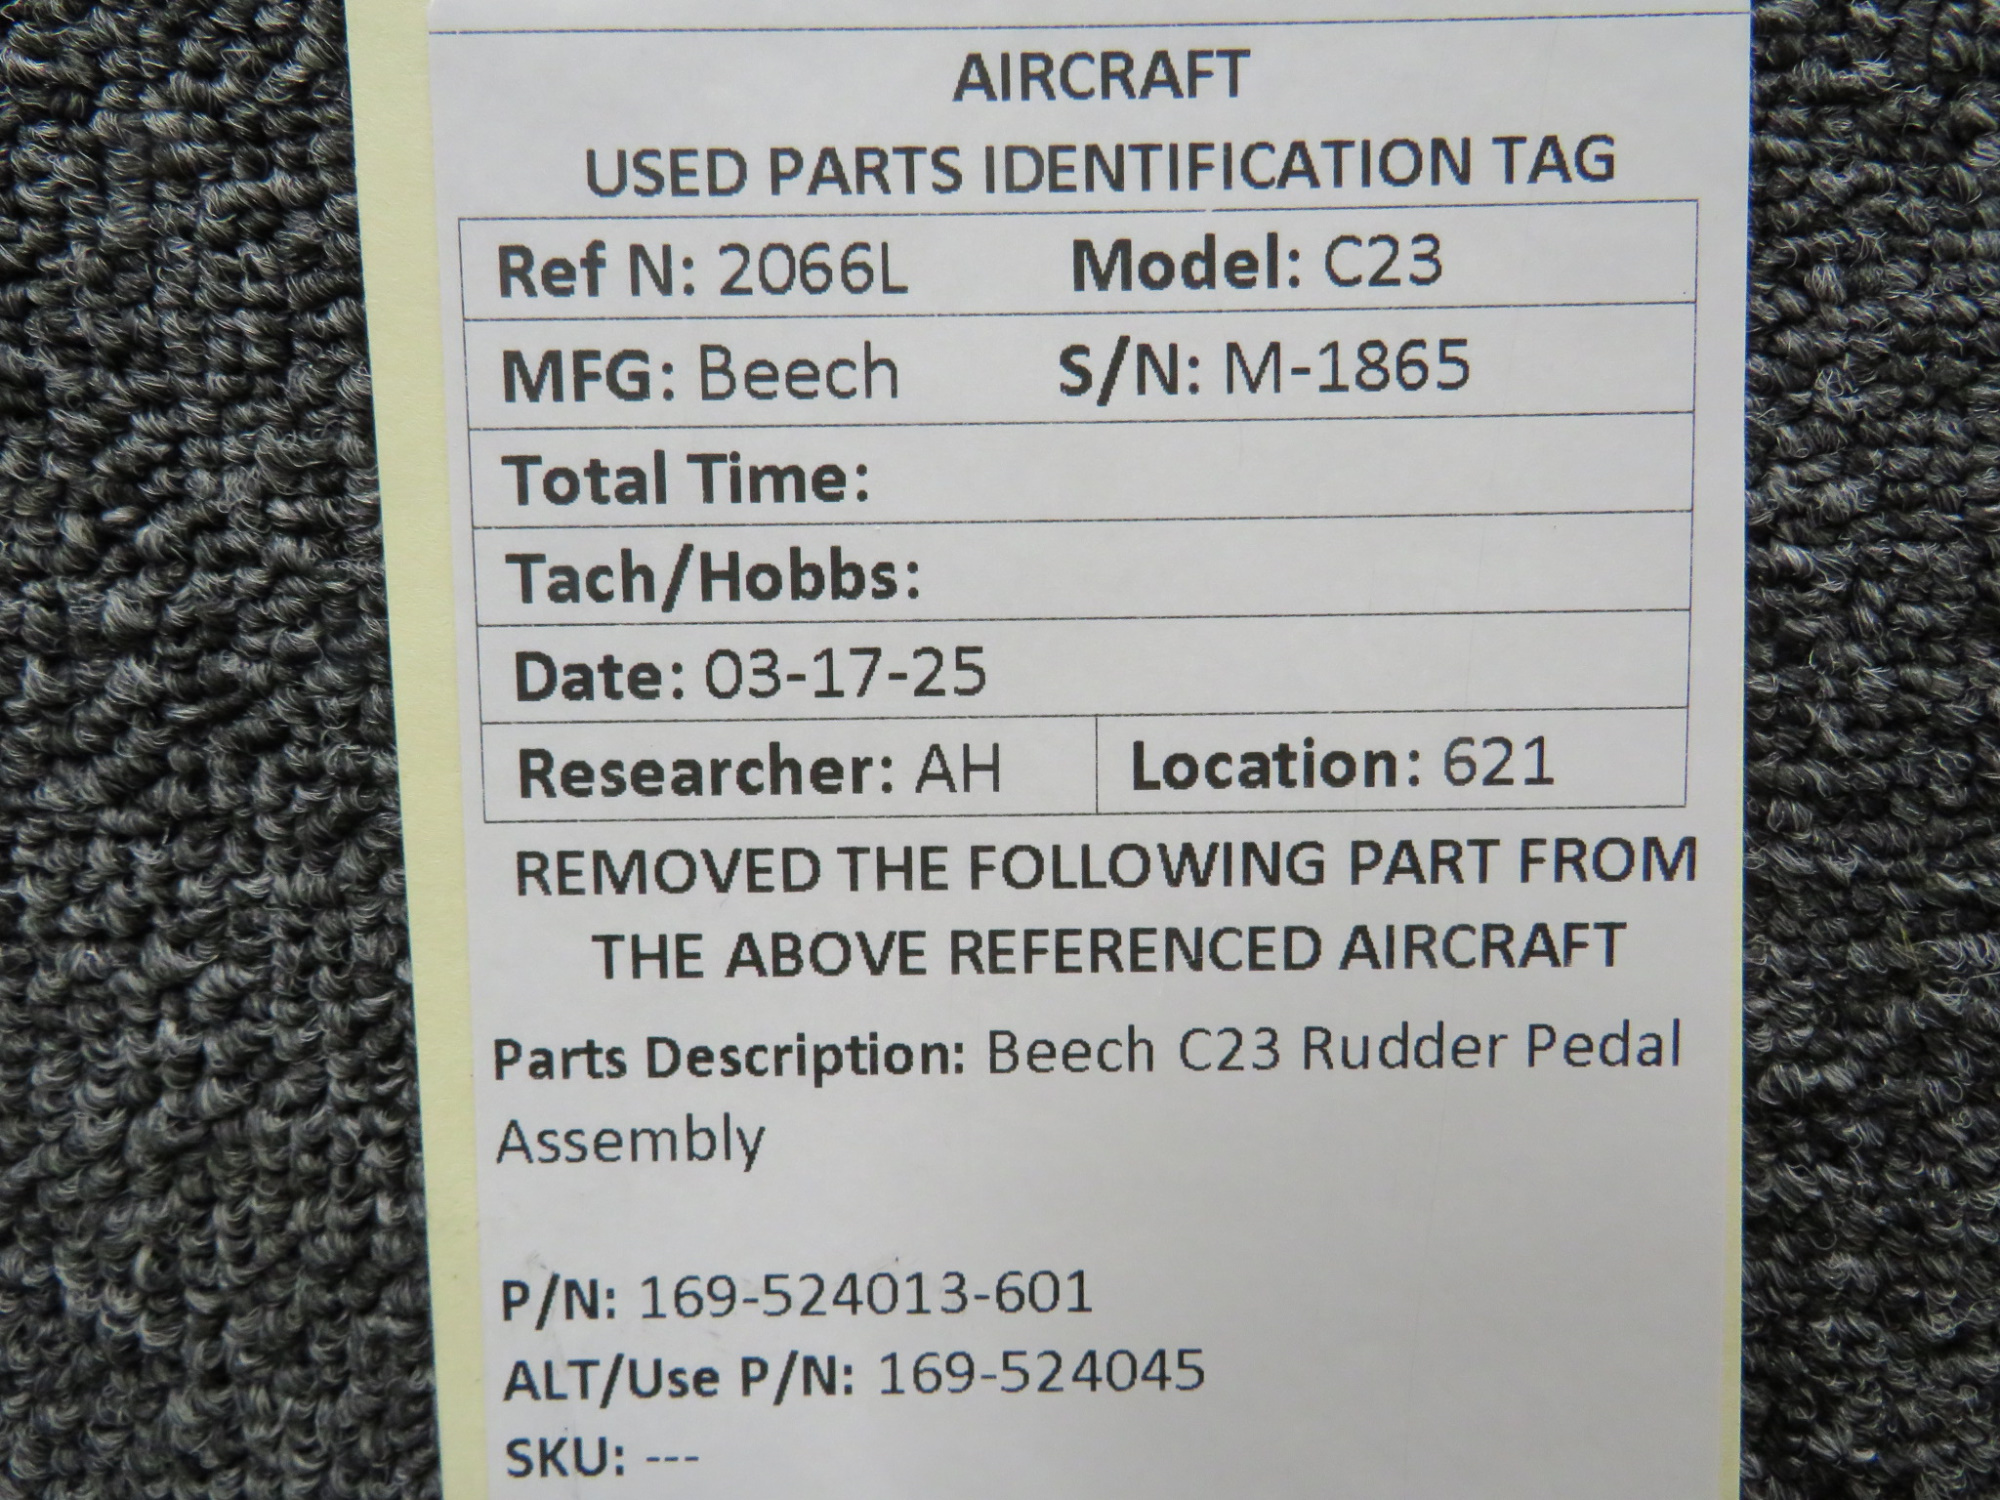 AIRCRAFT
USED PARTS IDENTIFICATION TAG
Ref N: 2066L Model: C23
MFG: Beech S/N: M-1865
Total Time:
Tach/Hobbs:
Date: 03-17-25
Researcher: AH Location: 621
REMOVED THE FOLLOWING PART FROM
THE ABOVE REFERENCED AIRCRAFT
Parts Description: Beech C23 Rudder Pedal
Assembly
P/N: 169-524013-601
ALT/Use P/N: 169-524045
SKU: ---